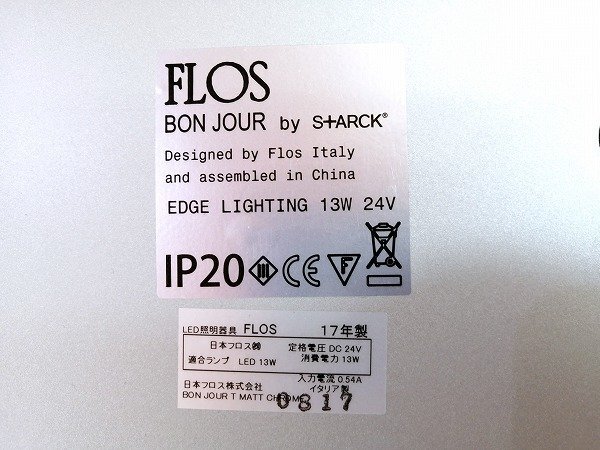 FLOS
BON JOUR by S+ARCK®
Designed by Flos Italy
and assembled in China
EDGE LIGHTING 13W 24V
IP20 III CE F
LED照明器具 FLOS 17年製
日本フロス㈱ 定格電圧 DC 24V
適合ランプ LED 13W 消費電力 13W
入力電流 0.54A
日本フロス株式会社 イタリア製
BON JOUR T MATT CHROME
0817